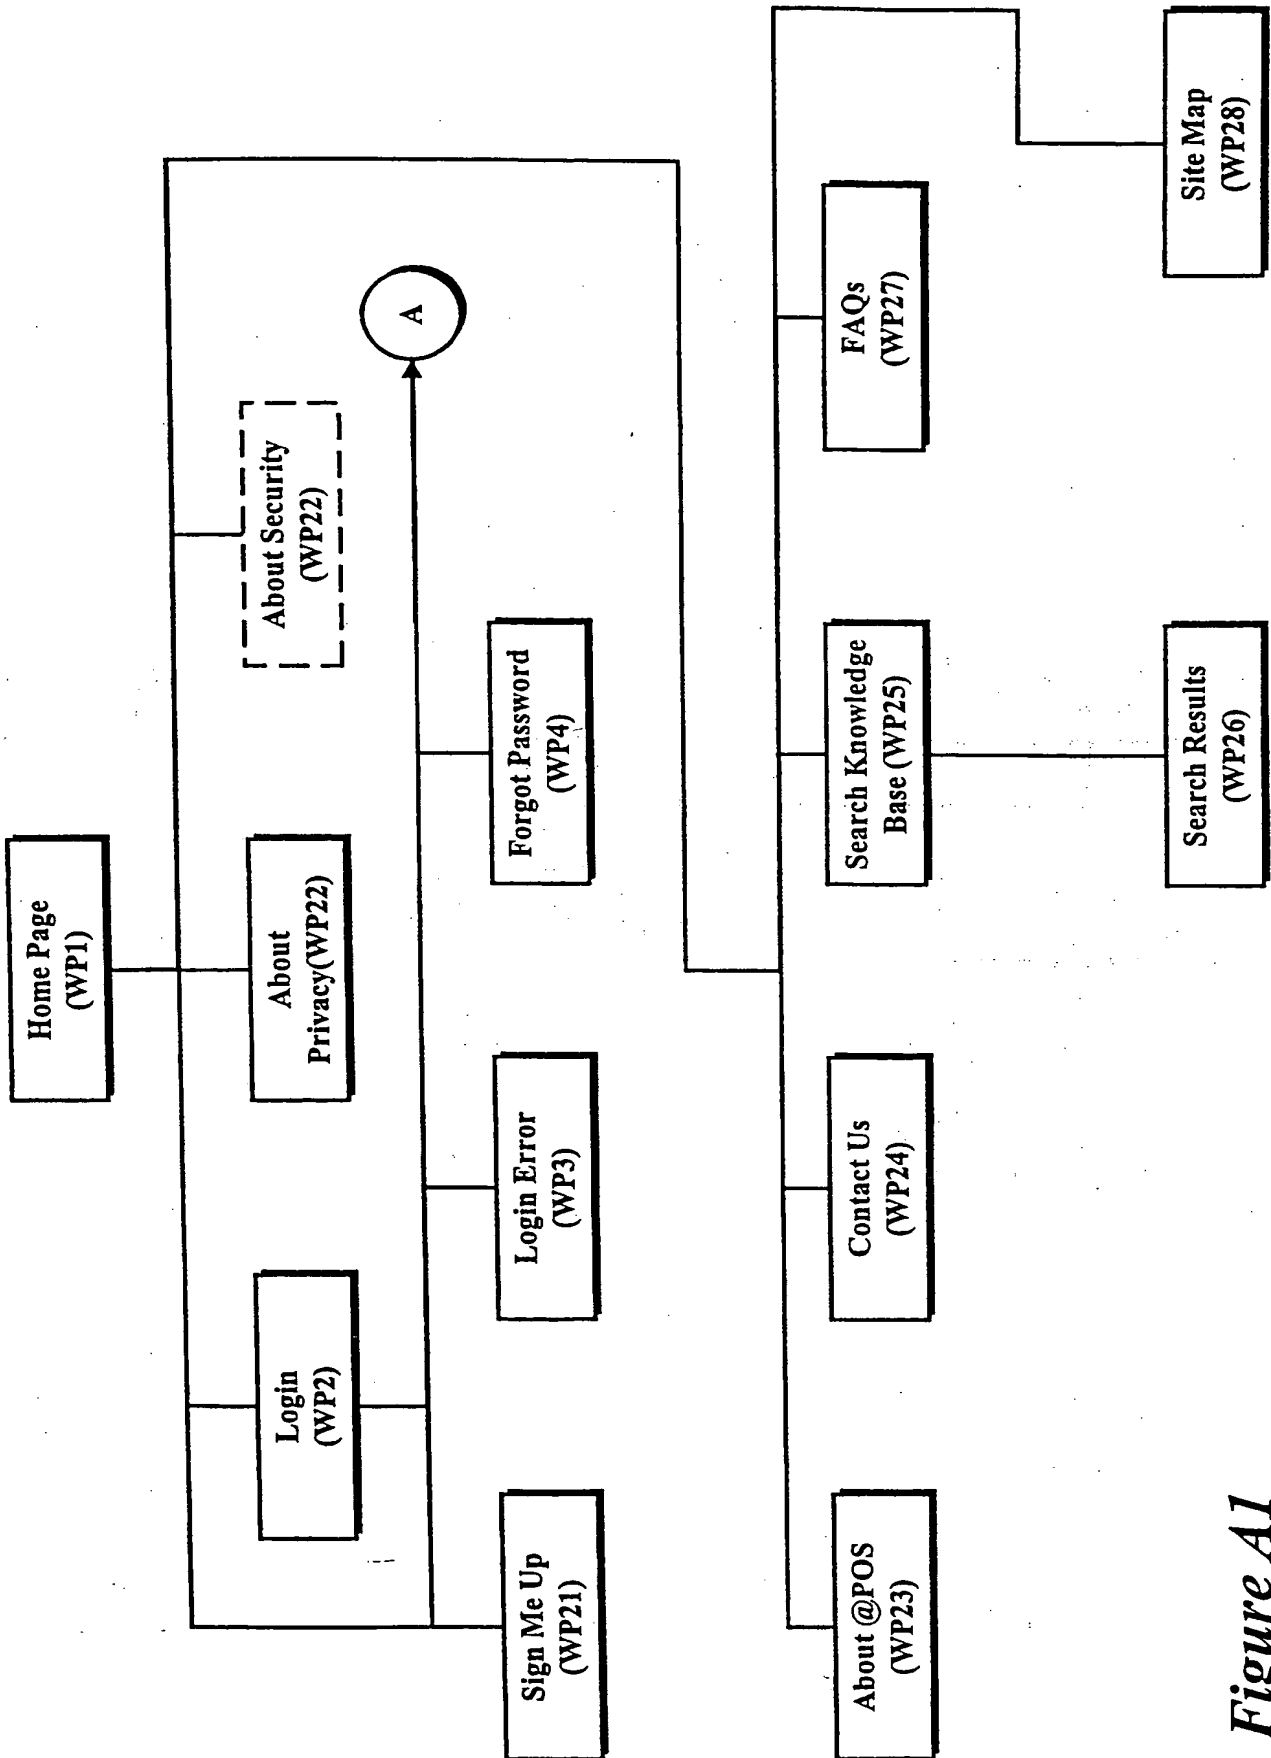 Home Page
(WP1)
Login
(WP2)
About
Privacy(WP22)
About Security
(WP22)
A
Sign Me Up
(WP21)
Login Error
(WP3)
Forgot Password
(WP4)
About @POS
(WP23)
Contact Us
(WP24)
Search Knowledge
Base (WP25)
FAQs
(WP27)
Search Results
(WP26)
Site Map
(WP28)
Figure A1